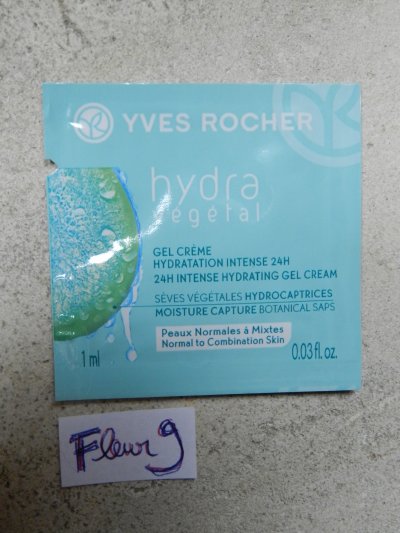 YVES ROCHER
hydra
végétal
GEL CRÈME
HYDRATATION INTENSE 24H
24H INTENSE HYDRATING GEL CREAM
SÈVES VÉGÉTALES HYDROCAPTRICES
MOISTURE CAPTURE BOTANICAL SAPS
Peaux Normales à Mixtes
Normal to Combination Skin
1 ml 0.03 fl. oz.
Fleur 9